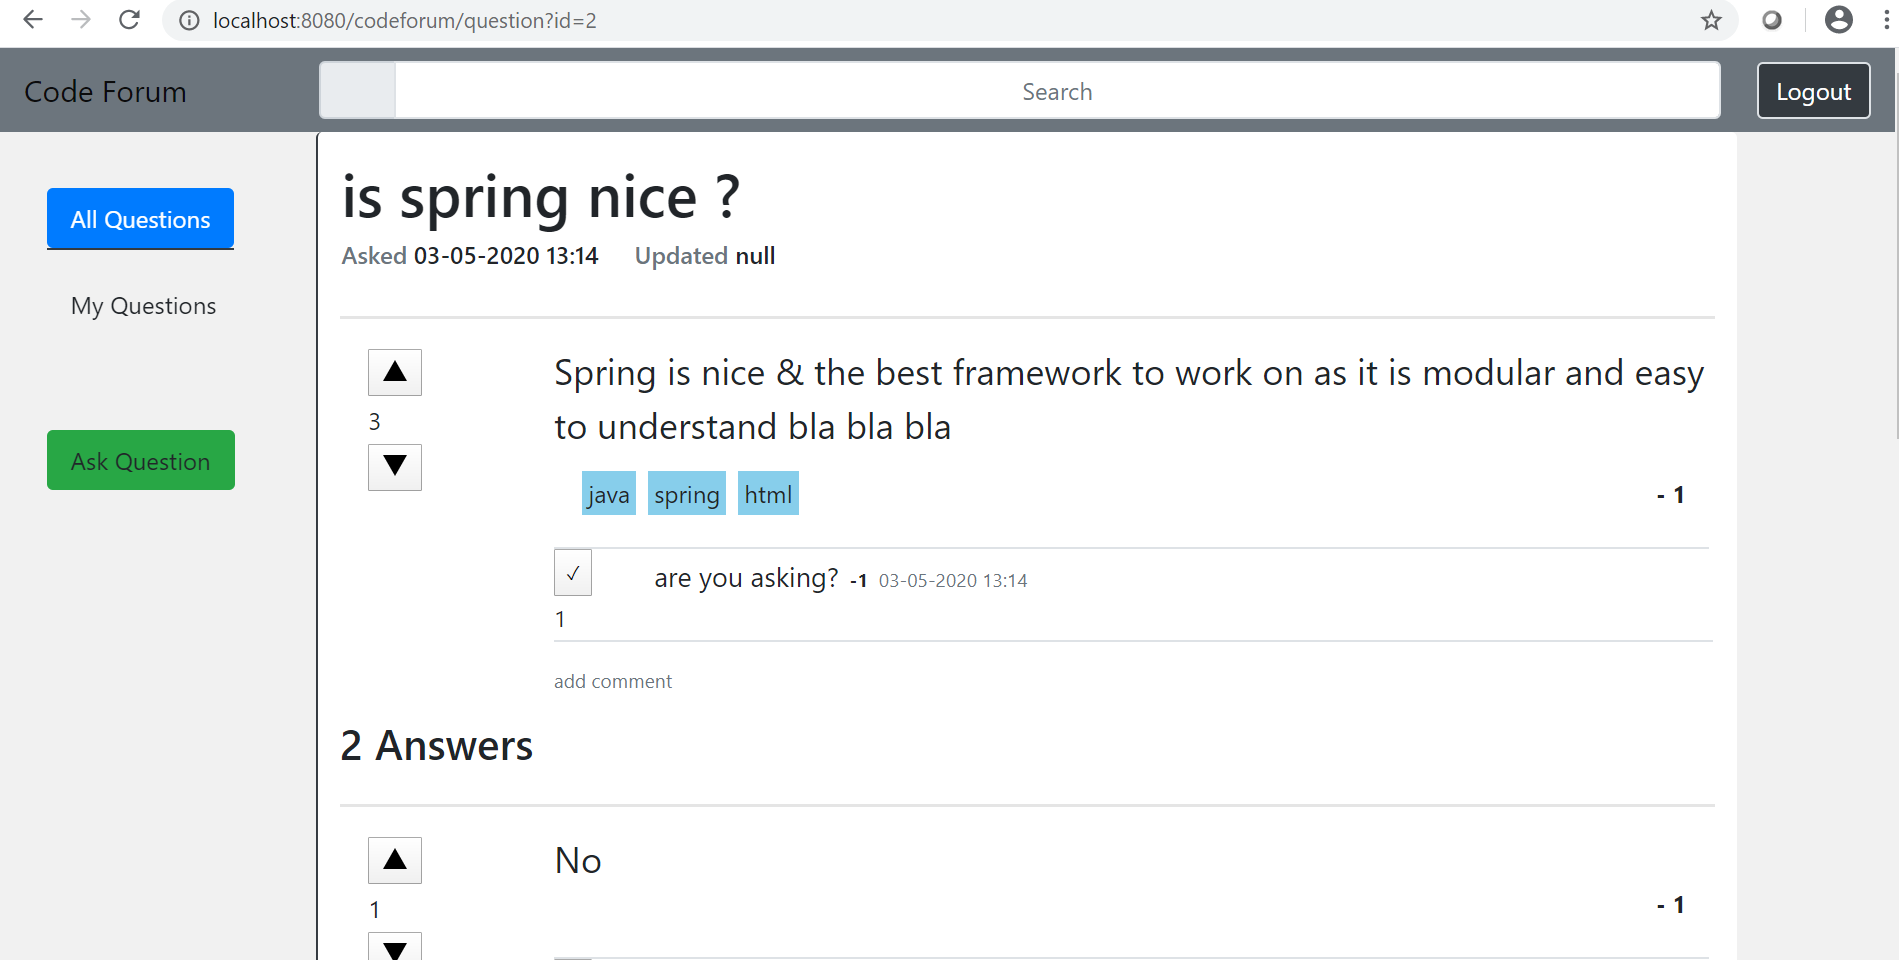 localhost:8080/codeforum/question?id=2
Code Forum
Search
Logout
All Questions
My Questions
Ask Question
is spring nice ?
Asked 03-05-2020 13:14 Updated null
▲
3
▼
Spring is nice & the best framework to work on as it is modular and easy
to understand bla bla bla
java spring html
- 1
✓
1
are you asking? -1 03-05-2020 13:14
add comment
2 Answers
▲
1
▼
No
- 1